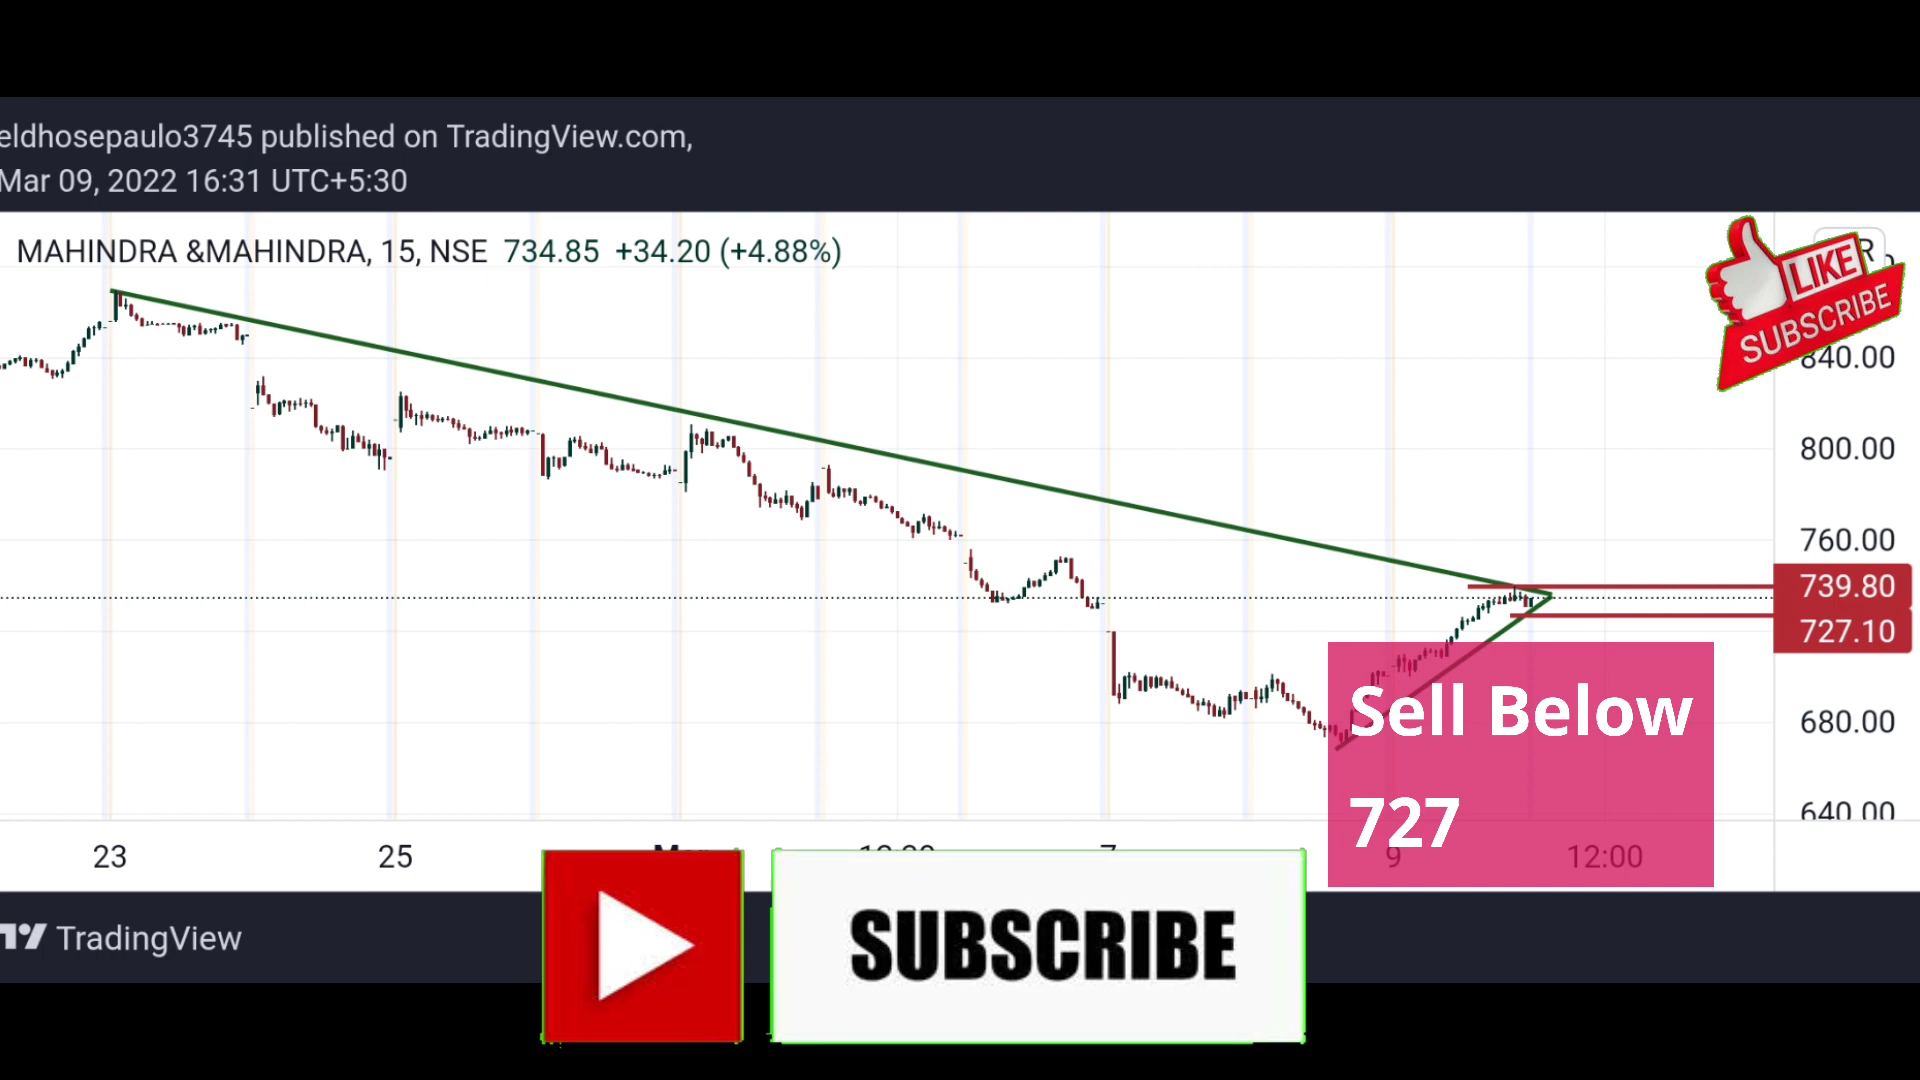 eldhosepaulo3745 published on TradingView.com,
Mar 09, 2022 16:31 UTC+5:30
MAHINDRA &MAHINDRA, 15, NSE 734.85 +34.20 (+4.88%)
LIKE
SUBSCRIBE
840.00
800.00
760.00
739.80
727.10
680.00
640.00
Sell Below
727
23 25 7 9 12:00
TradingView
SUBSCRIBE